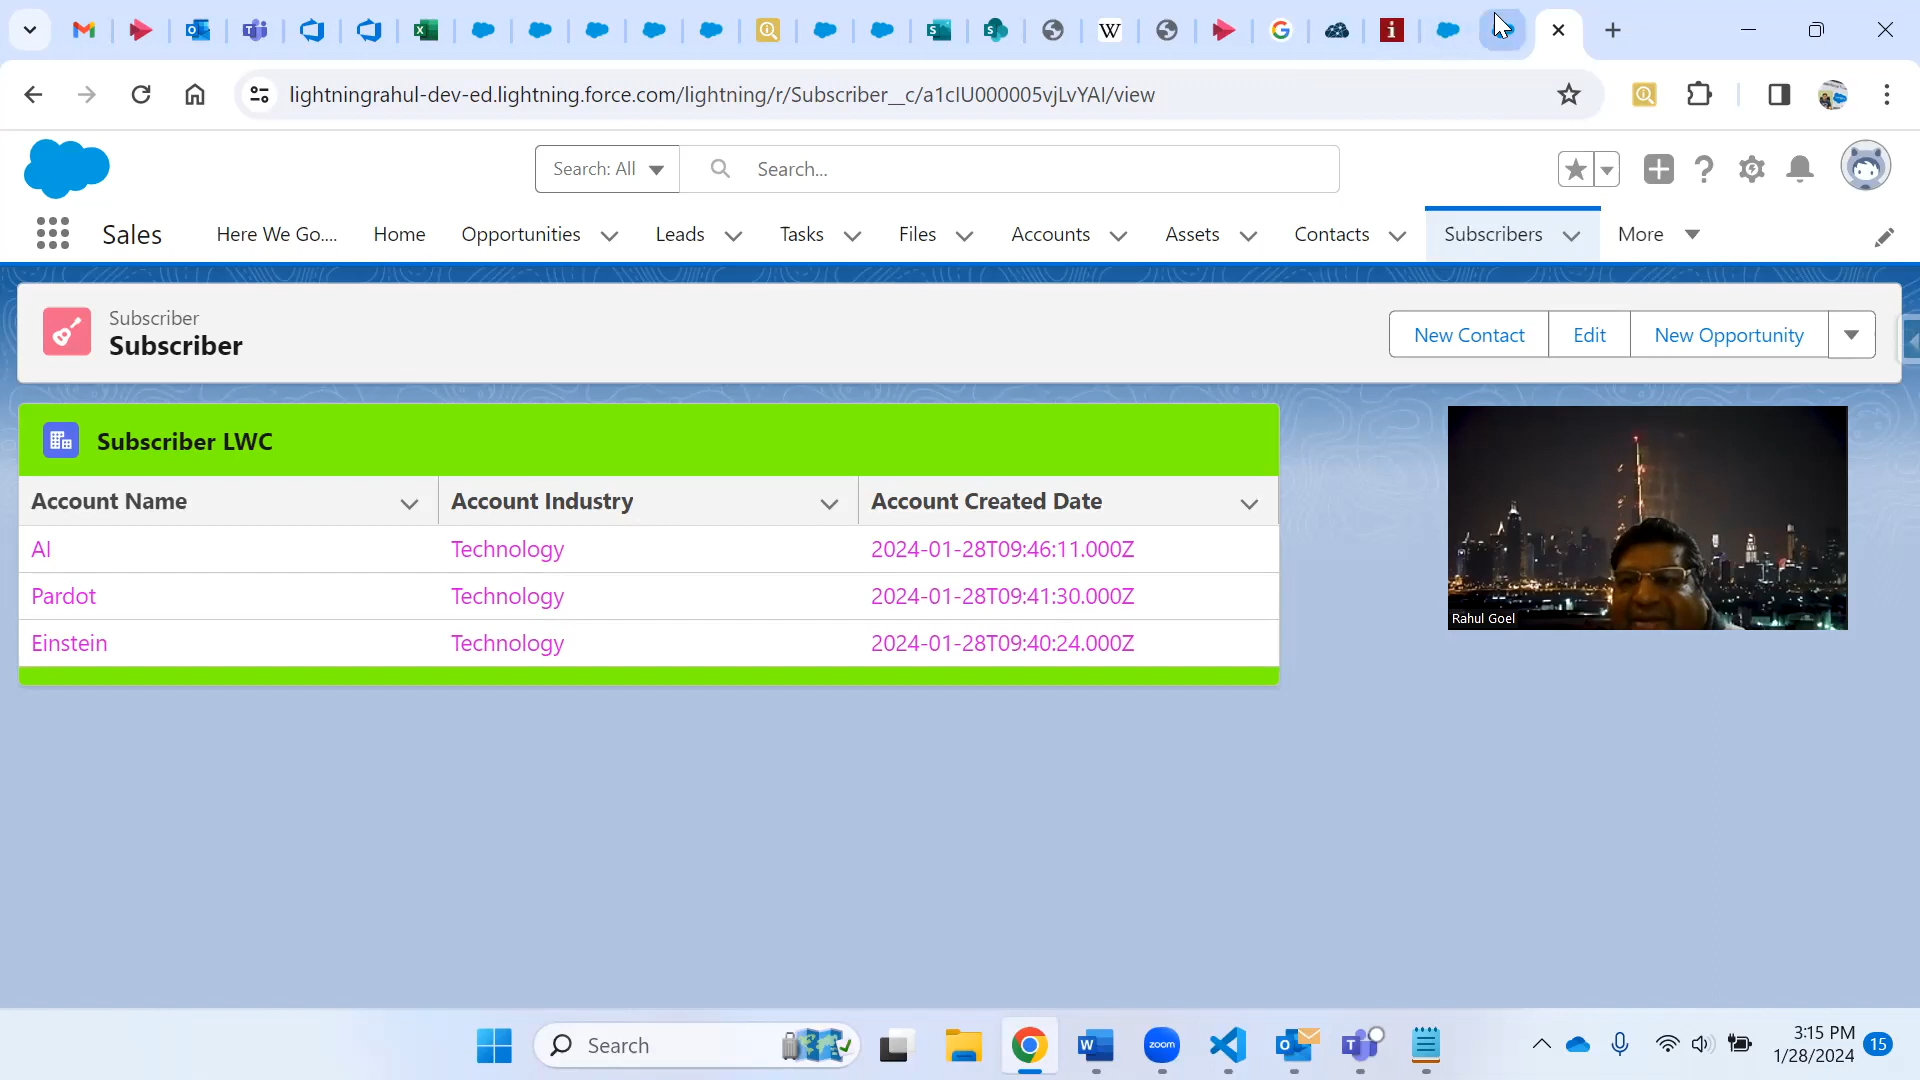 lightningrahul-dev-ed.lightning.force.com/lightning/r/Subscriber__c/a1cIU000005vjLvYAI/view
Search: All
Search...
Sales
Here We Go....
Home
Opportunities
Leads
Tasks
Files
Accounts
Assets
Contacts
Subscribers
More
Subscriber
Subscriber
New Contact
Edit
New Opportunity
Subscriber LWC
Account Name
Account Industry
Account Created Date
AI
Technology
2024-01-28T09:46:11.000Z
Pardot
Technology
2024-01-28T09:41:30.000Z
Einstein
Technology
2024-01-28T09:40:24.000Z
Rahul Goel
Search
zoom
3:15 PM
1/28/2024
15